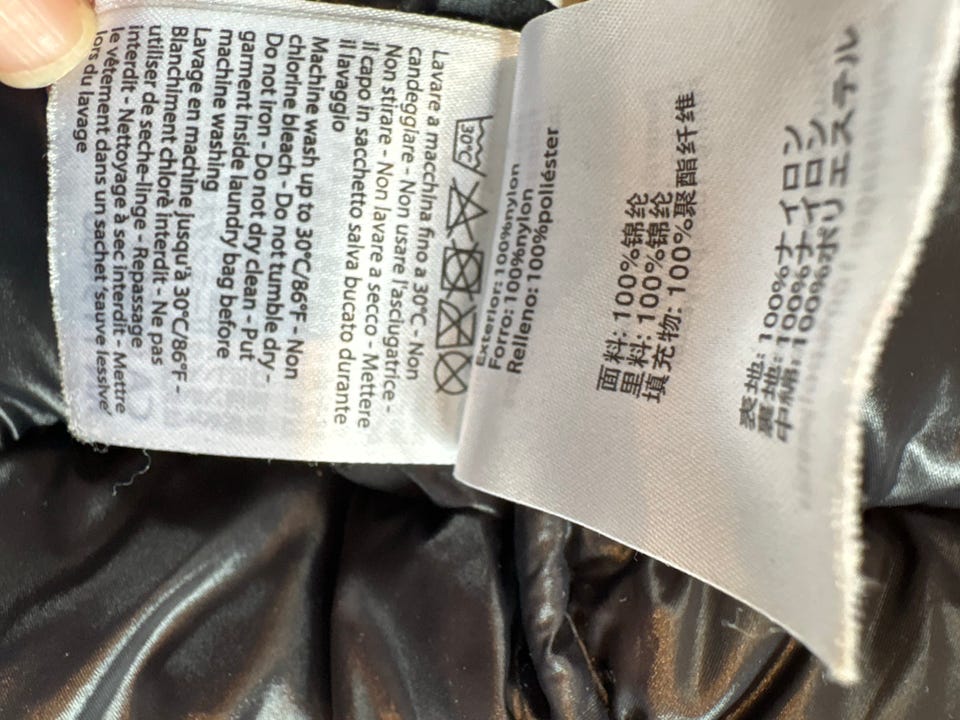 Lavare a macchina fino a 30°C - Non
candeggiare - Non usare l'asciugatrice -
Non stirare - Non lavare a secco - Mettere
il capo in sacchetto salva bucato durante
il lavaggio
Machine wash up to 30°C/86°F - Non
chlorine bleach - Do not tumble dry -
Do not iron - Do not dry clean - Put
garment inside laundry bag before
machine washing
Lavage en machine jusqu'à 30°C/86°F -
Blanchiment chloré interdit - Ne pas
utiliser de seche-linge - Repassage
interdit - Nettoyage à sec interdit - Mettre
le vêtement dans un sachet 'sauve lessive'
lors du lavage
30°C
Exterior: 100%nylon
Forro: 100%nylon
Relleno: 100%poliéster
面料: 100%锦纶
里料: 100%锦纶
填充物: 100%聚酯纤维
表地: 100%ナイロン
裏地: 100%ナイロン
中綿: 100%ポリエステル